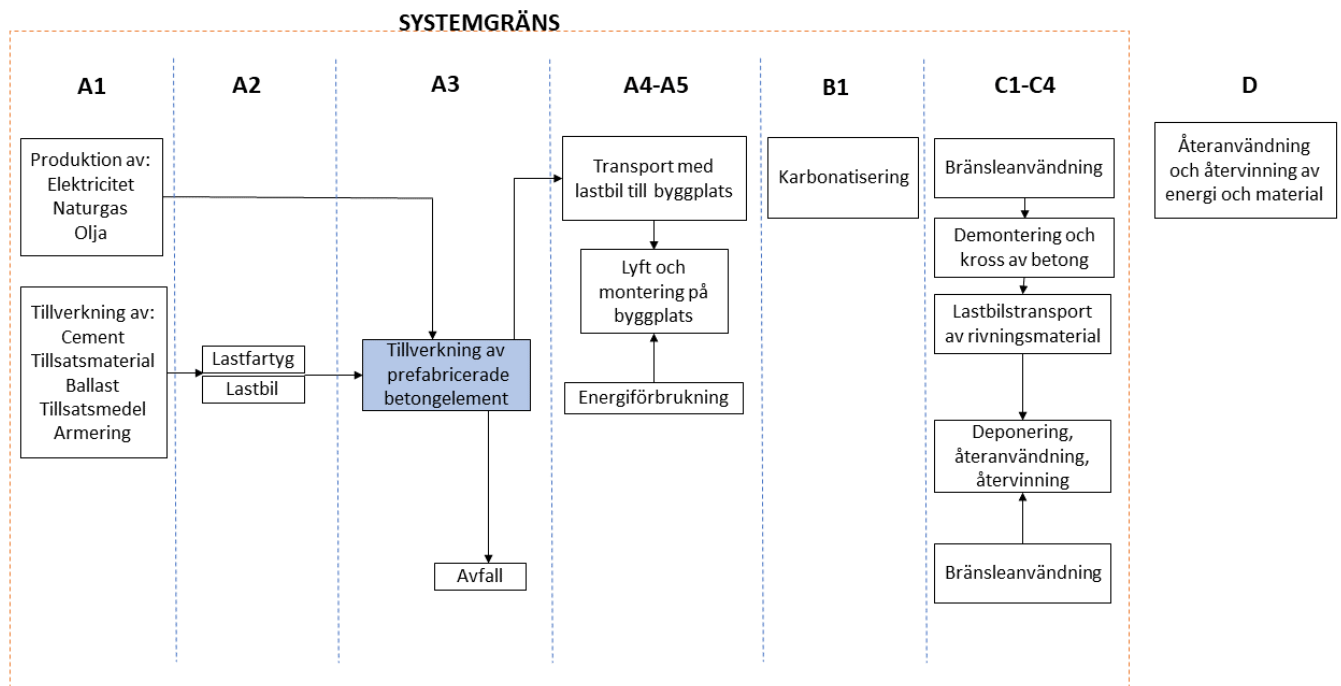 SYSTEMGRÄNS
A1
A2
A3
A4-A5
B1
C1-C4
D
Produktion av:
Elektricitet
Naturgas
Olja
Tillverkning av:
Cement
Tillsatsmaterial
Ballast
Tillsatsmedel
Armering
Lastfartyg
Lastbil
Tillverkning av
prefabricerade
betongelement
Avfall
Transport med
lastbil till byggplats
Lyft och
montering på
byggplats
Energiförbrukning
Karbonatisering
Bränsleanvändning
Demontering och
kross av betong
Lastbilstransport
av rivningsmaterial
Deponering,
återanvändning,
återvinning
Bränsleanvändning
Återanvändning
och återvinning av
energi och material